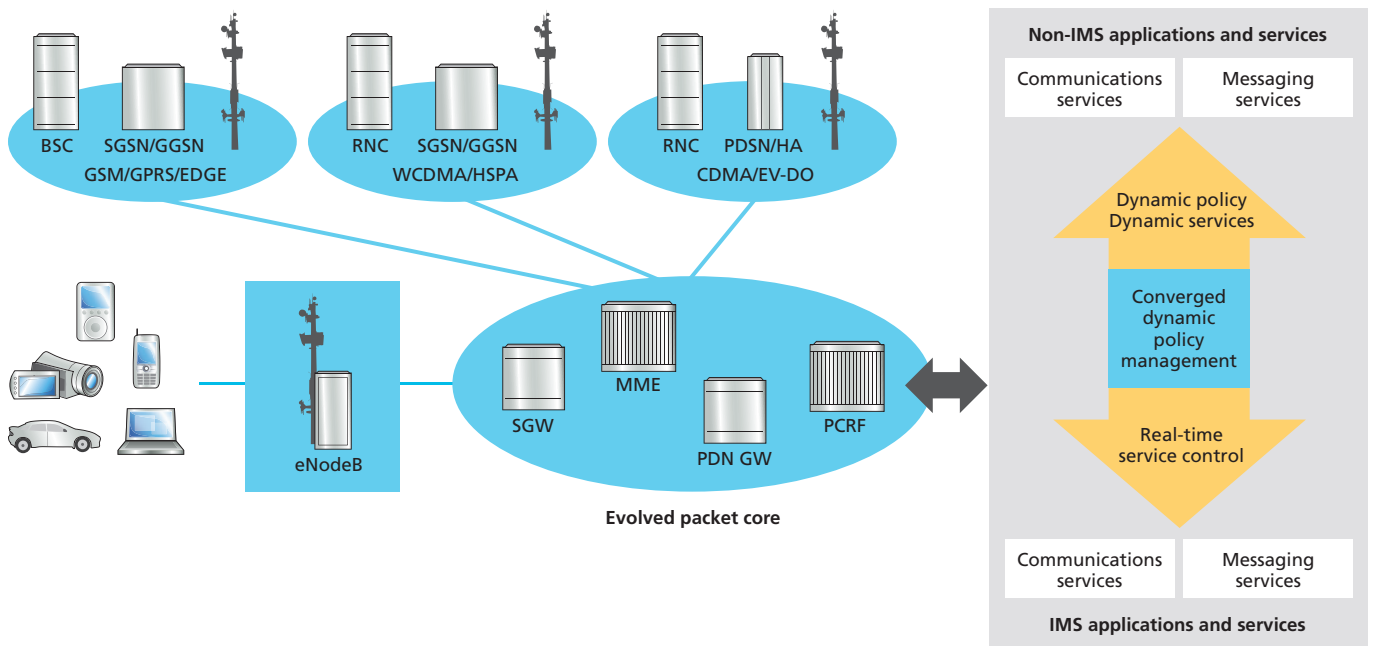 BSC
SGSN/GGSN
GSM/GPRS/EDGE
RNC
SGSN/GGSN
WCDMA/HSPA
RNC
PDSN/HA
CDMA/EV-DO
eNodeB
SGW
MME
PDN GW
PCRF
Evolved packet core
Non-IMS applications and services
Communications
services
Messaging
services
Dynamic policy
Dynamic services
Converged
dynamic
policy
management
Real-time
service control
Communications
services
Messaging
services
IMS applications and services